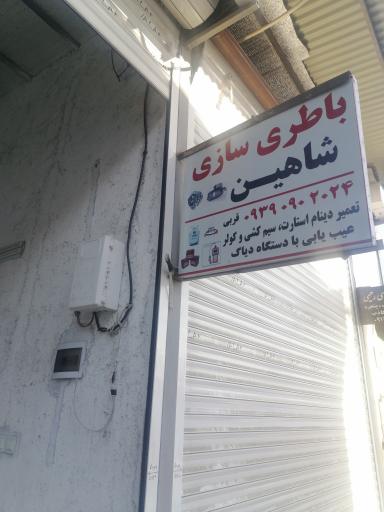 باطری سازی
شاهین
۰۹۳۹۰۹۰۲۰۲۴ قربی
تعمیر دینام استارت، سیم کشی و کولر
عیب یابی با دستگاه دیاگ